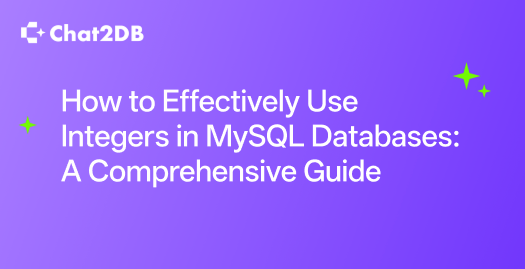 Chat2DB
How to Effectively Use
Integers in MySQL Databases:
A Comprehensive Guide